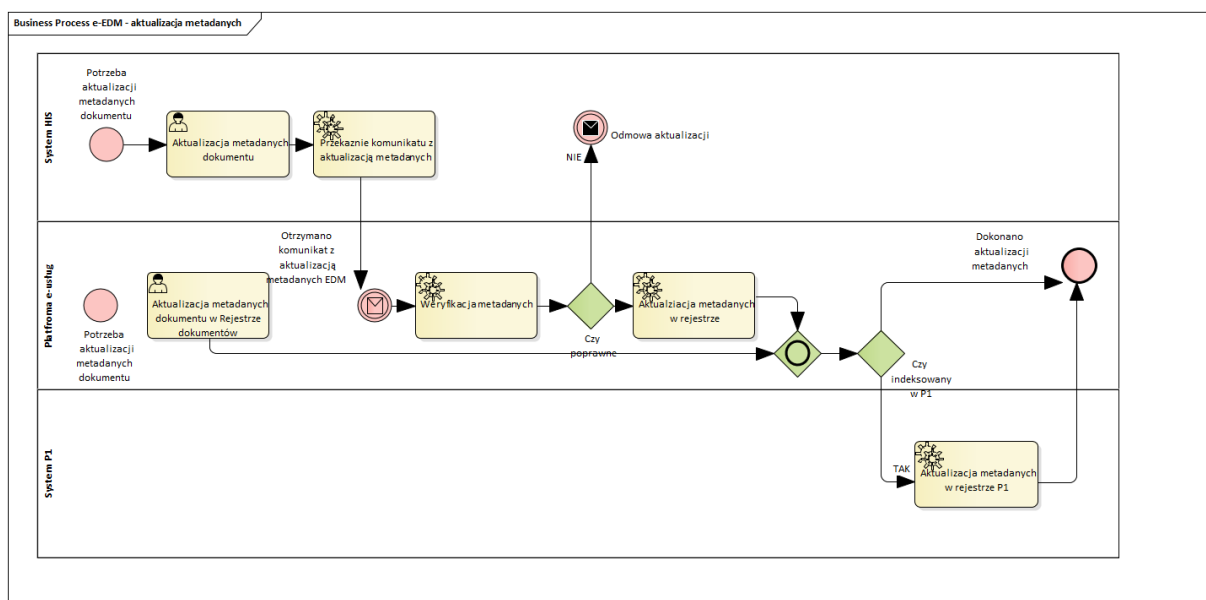 Business Process e-EDM - aktualizacja metadanych
System HIS
Potrzeba
aktualizacji
metadanych
dokumentu
Aktualizacja metadanych
dokumentu
Przekaznie komunikatu z
aktualizacją metadanych
NIE
Odmowa aktualizacji
Platfroma e-usług
Potrzeba
aktualizacji
metadanych
dokumentu
Aktualizacja metadanych
dokumentu w Rejestrze
dokumentów
Otrzymano
komunikat z
aktualizacją
metadanych EDM
Weryfikacja metadanych
Czy
poprawne
Aktualziacja metadanych
w rejestrze
Czy
indeksowany
w P1
Dokonano
aktualizacji
metadanych
System P1
TAK
Aktualizacja metadanych
w rejestrze P1